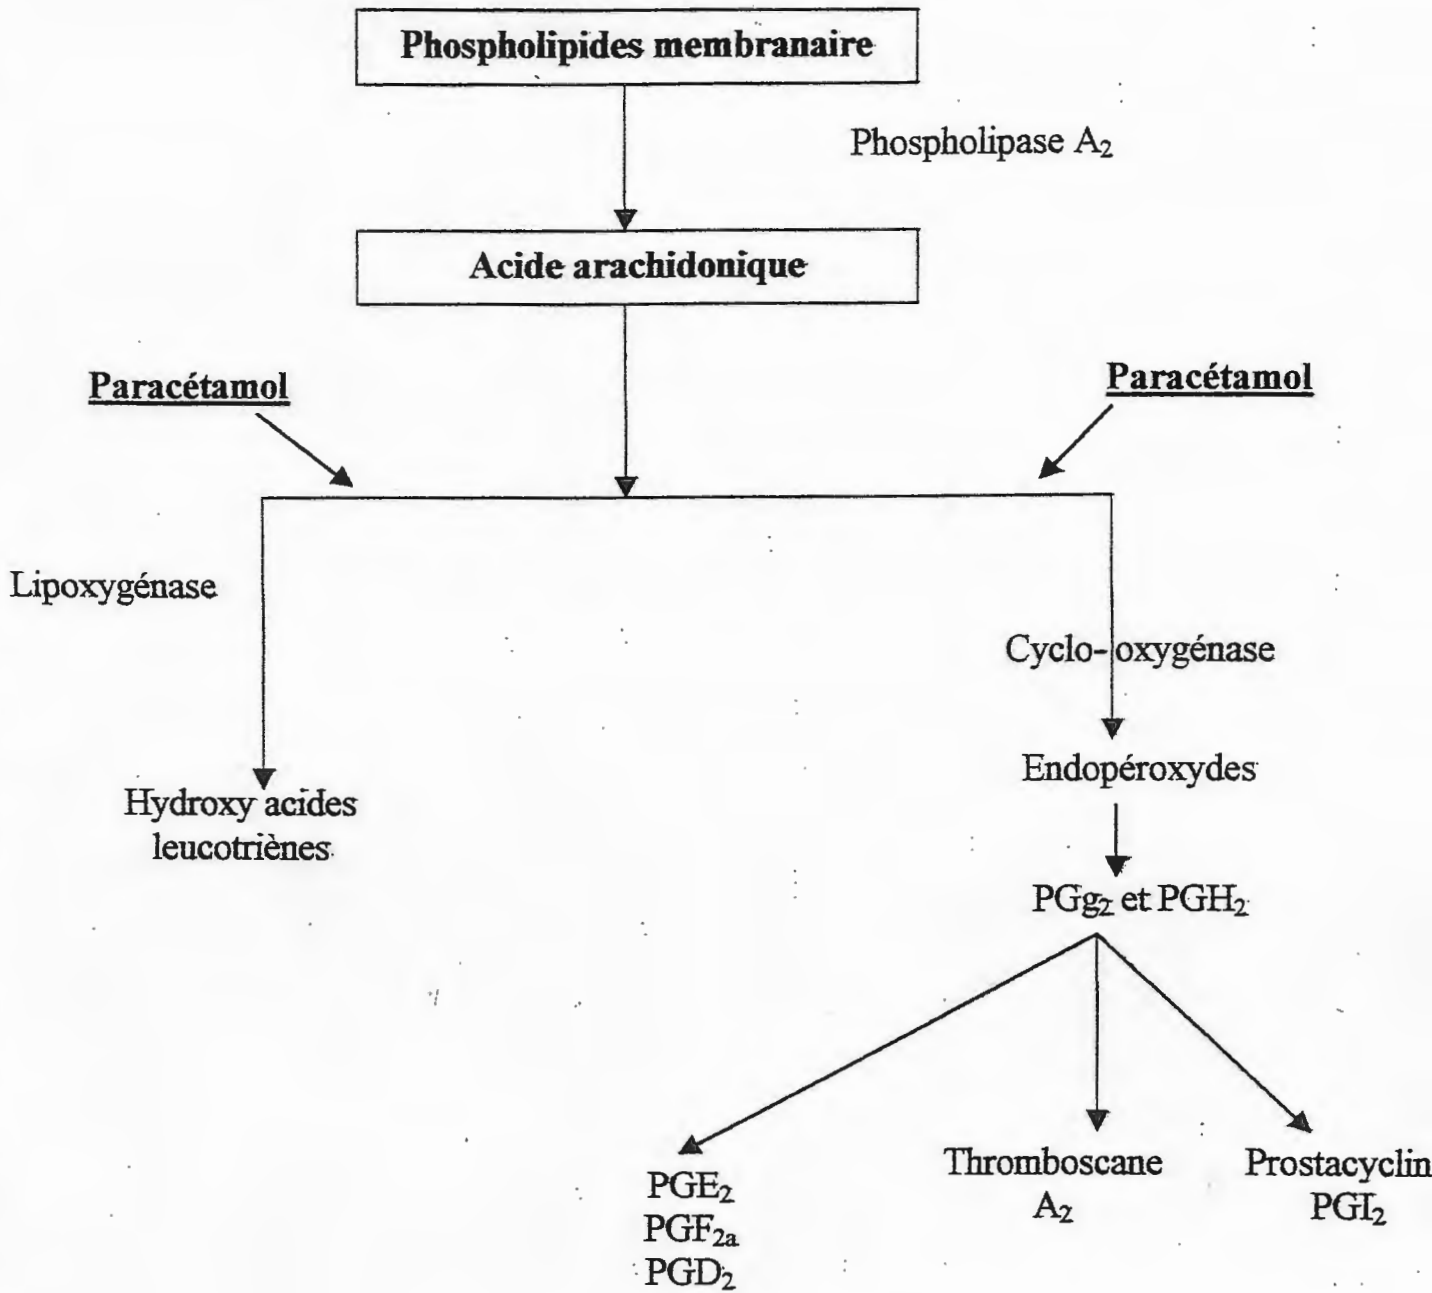 Phospholipides membranaire
Phospholipase A₂
Acide arachidonique
Paracétamol
Paracétamol
Lipoxygénase
Cyclo-oxygénase
Endopéroxydes
Hydroxy acides
leucotriènes
PGg₂ et PGH₂
PGE₂
PGF₂ₐ
PGD₂
Thromboscane
A₂
Prostacyclin
PGI₂